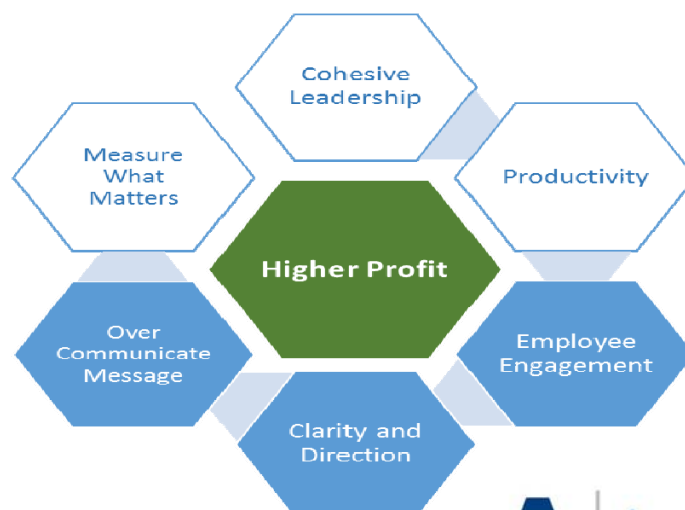 Cohesive
Leadership
Measure
What
Matters
Productivity
Higher Profit
Over
Communicate
Message
Employee
Engagement
Clarity and
Direction